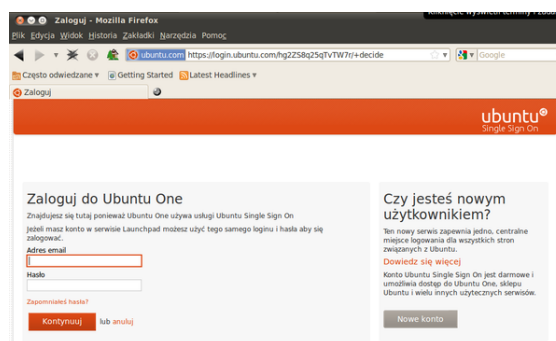 Zaloguj - Mozilla Firefox
Kliknięcie wyświetla terminy i zada
Plik Edycja Widok Historia Zakładki Narzędzia Pomoc
ubuntu.com https://login.ubuntu.com/hg2ZS8q25qTvTW7r/+decide Google
Często odwiedzane Getting Started Latest Headlines
Zaloguj
ubuntu
Single Sign On
Zaloguj do Ubuntu One
Znajdujesz się tutaj ponieważ Ubuntu One używa usługi Ubuntu Single Sign On
Jeżeli masz konto w serwisie Launchpad możesz użyć tego samego loginu i hasła aby się
zalogować.
Adres email
Hasło
Zapomniałeś hasła?
Kontynuuj lub anuluj
Czy jesteś nowym
użytkownikiem?
Ten nowy serwis zapewnia jedno, centralne
miejsce logowania dla wszystkich stron
związanych z Ubuntu.
Dowiedz się więcej
Konto Ubuntu Single Sign On jest darmowe i
umożliwia dostęp do Ubuntu One, sklepu
Ubuntu i wielu innych użytecznych serwisów.
Nowe konto